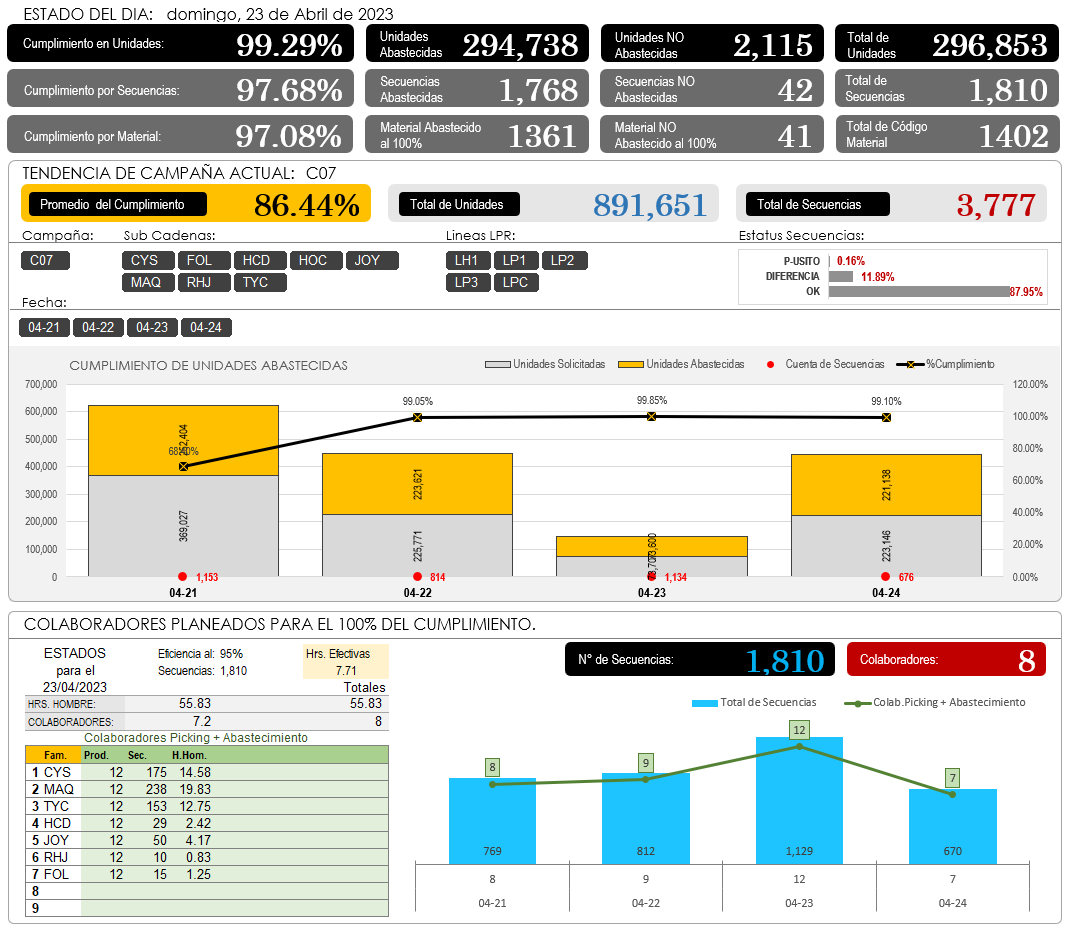 ESTADO DEL DIA: domingo, 23 de Abril de 2023
Cumplimiento en Unidades: 99.29%
Unidades Abastecidas 294,738
Unidades NO Abastecidas 2,115
Total de Unidades 296,853
Cumplimiento por Secuencias: 97.68%
Secuencias Abastecidas 1,768
Secuencias NO Abastecidas 42
Total de Secuencias 1,810
Cumplimiento por Material: 97.08%
Material Abastecido al 100% 1361
Material NO Abastecido al 100% 41
Total de Código Material 1402
TENDENCIA DE CAMPAÑA ACTUAL: C07
Promedio del Cumplimiento 86.44%
Total de Unidades 891,651
Total de Secuencias 3,777
Campaña: Sub Cadenas: Lineas LPR: Estatus Secuencias:
C07 CYS FOL HCD HOC JOY LH1 LP1 LP2
MAQ RHJ TYC LP3 LPC
P-USITO 0.16%
DIFERENCIA 11.89%
OK 87.95%
Fecha:
04-21 04-22 04-23 04-24
CUMPLIMIENTO DE UNIDADES ABASTECIDAS
Unidades Solicitadas Unidades Abastecidas Cuenta de Secuencias %Cumplimiento
700,000 120.00%
600,000 100.00%
500,000 80.00%
400,000 60.00%
300,000 40.00%
200,000 20.00%
100,000 0.00%
0
99.05% 99.85% 99.10%
223,621 221,138
369,027 225,771 223,146
1,153 814 1,134 676
04-21 04-22 04-23 04-24
COLABORADORES PLANEADOS PARA EL 100% DEL CUMPLIMIENTO.
ESTADOS para el 23/04/2023
Eficiencia al: 95%
Secuencias: 1,810
Hrs. Efectivas
7.71
Totales
HRS. HOMBRE: 55.83 55.83
COLABORADORES: 7.2 8
Colaboradores Picking + Abastecimiento
Fam. Prod. Sec. H.Hom.
1 CYS 12 175 14.58
2 MAQ 12 238 19.83
3 TYC 12 153 12.75
4 HCD 12 29 2.42
5 JOY 12 50 4.17
6 RHJ 12 10 0.83
7 FOL 12 15 1.25
8
9
N° de Secuencias: 1,810
Colaboradores: 8
Total de Secuencias Colab.Picking + Abastecimiento
8 9 12 7
769 812 1,129 670
8 9 12 7
04-21 04-22 04-23 04-24